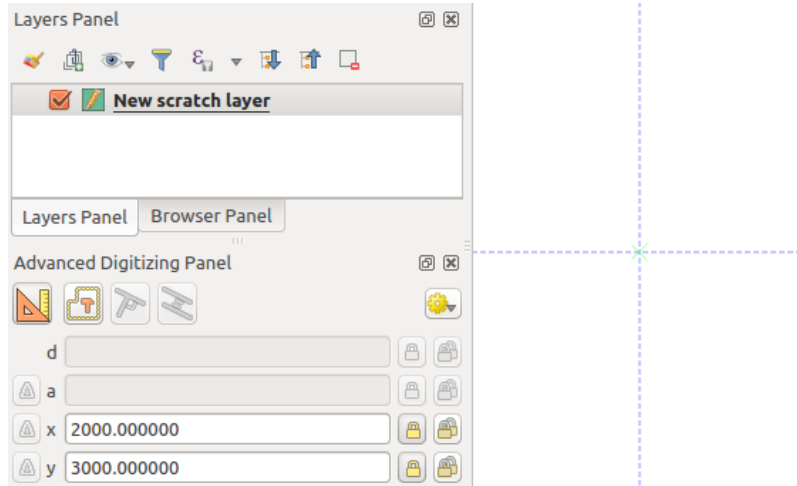 Layers Panel
New scratch layer
Layers Panel Browser Panel
Advanced Digitizing Panel
d
a
x 2000.000000
y 3000.000000